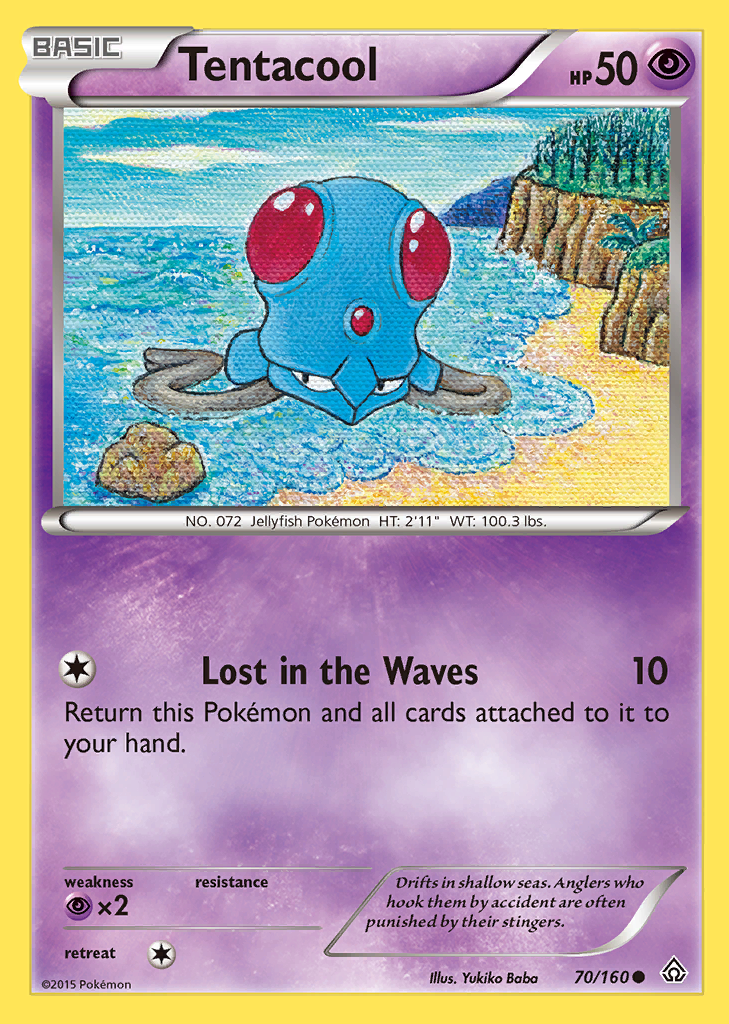 BASIC
Tentacool
HP 50
NO. 072 Jellyfish Pokémon HT: 2'11" WT: 100.3 lbs.
Lost in the Waves 10
Return this Pokémon and all cards attached to it to
your hand.
weakness resistance
×2
retreat
Drifts in shallow seas. Anglers who
hook them by accident are often
punished by their stingers.
©2015 Pokémon
Illus. Yukiko Baba 70/160